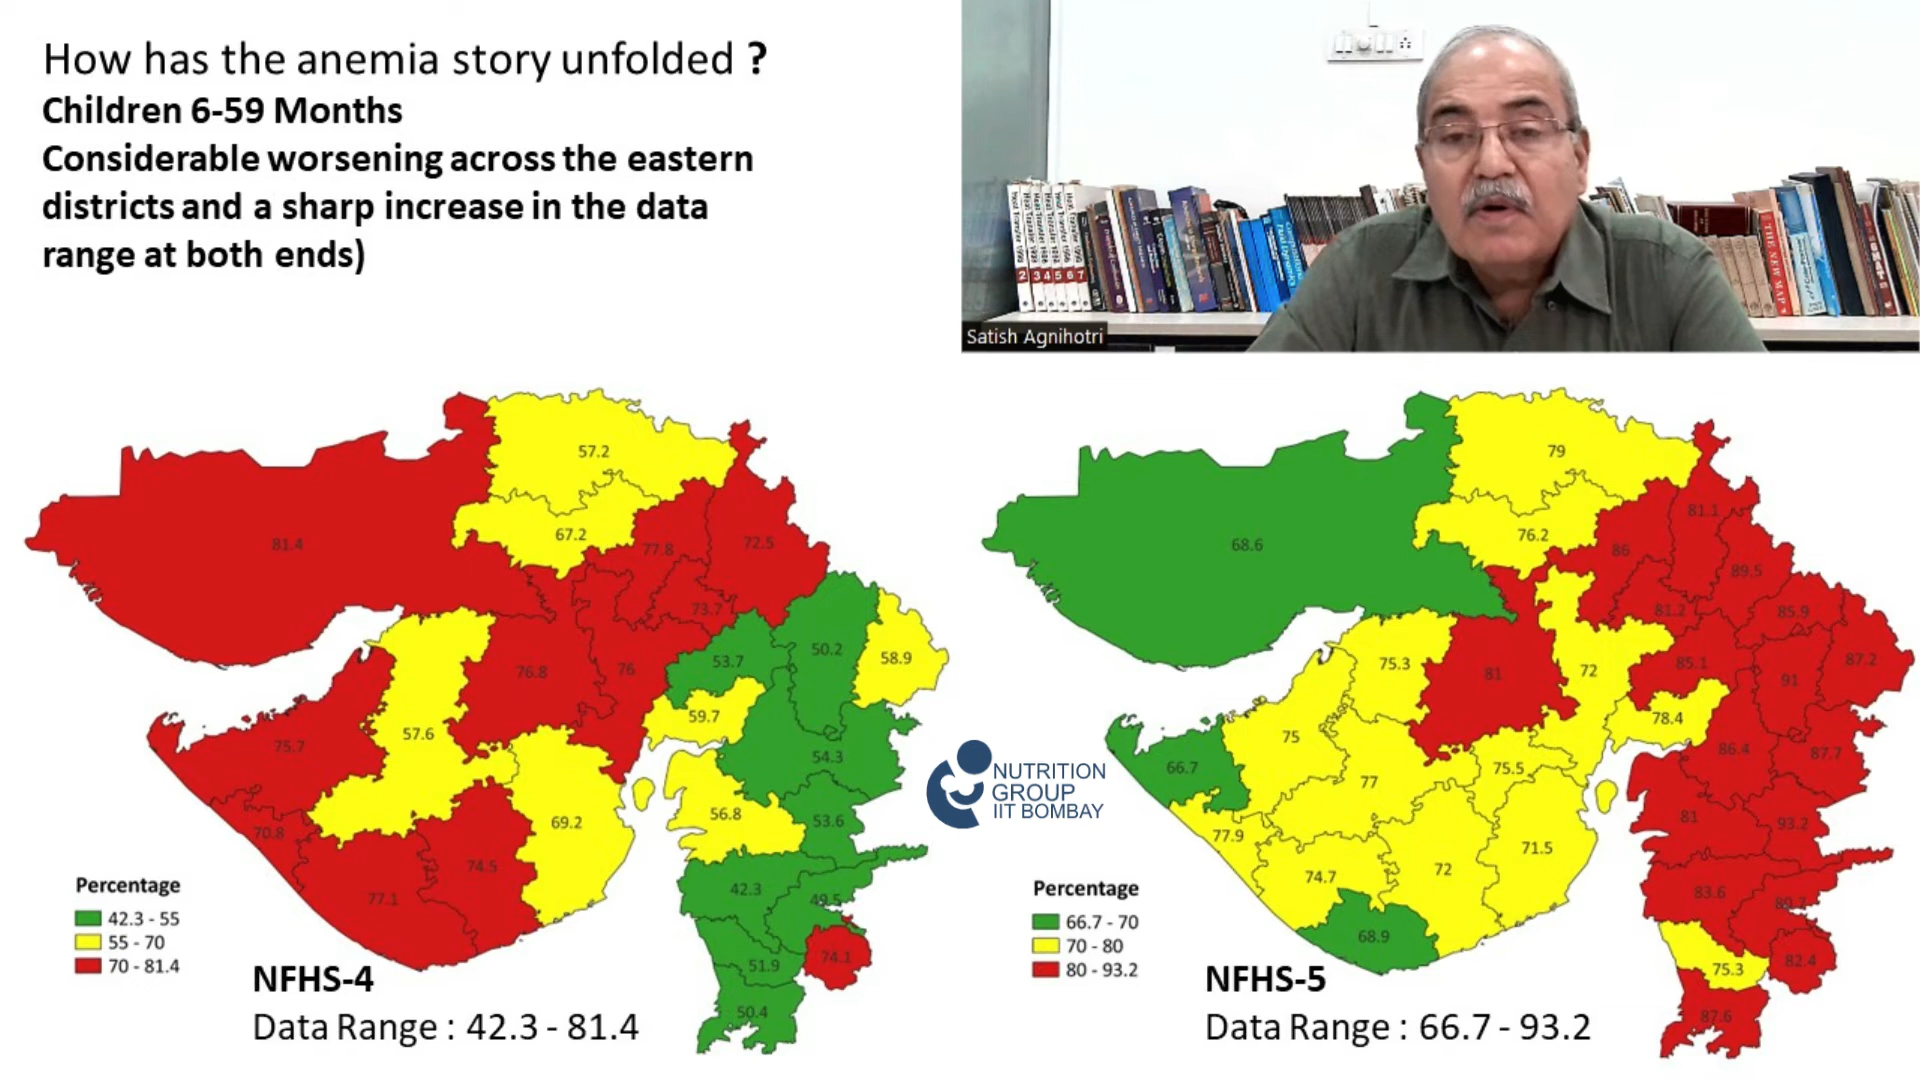 How has the anemia story unfolded ?
Children 6-59 Months
Considerable worsening across the eastern
districts and a sharp increase in the data
range at both ends)
2 3 4 5 6 7
THE NEW MAP
Satish Agnihotri
57.2
67.2
81.4
77.8
72.5
73.7
76.8
76
53.7
50.2
58.9
59.7
57.6
75.7
54.3
56.8
53.6
69.2
70.8
74.5
77.1
42.3
49.5
74.1
51.9
50.4
Percentage
42.3 - 55
55 - 70
70 - 81.4
NFHS-4
Data Range : 42.3 - 81.4
NUTRITION
GROUP
IIT BOMBAY
79
76.2
68.6
81.1
86
89.5
81.2
85.9
75.3
81
72
85.1
91
87.2
78.4
75
66.7
77
75.5
86.4
87.7
77.9
81
93.2
74.7
72
71.5
83.6
68.9
75.3
82.4
87.6
Percentage
66.7 - 70
70 - 80
80 - 93.2
NFHS-5
Data Range : 66.7 - 93.2